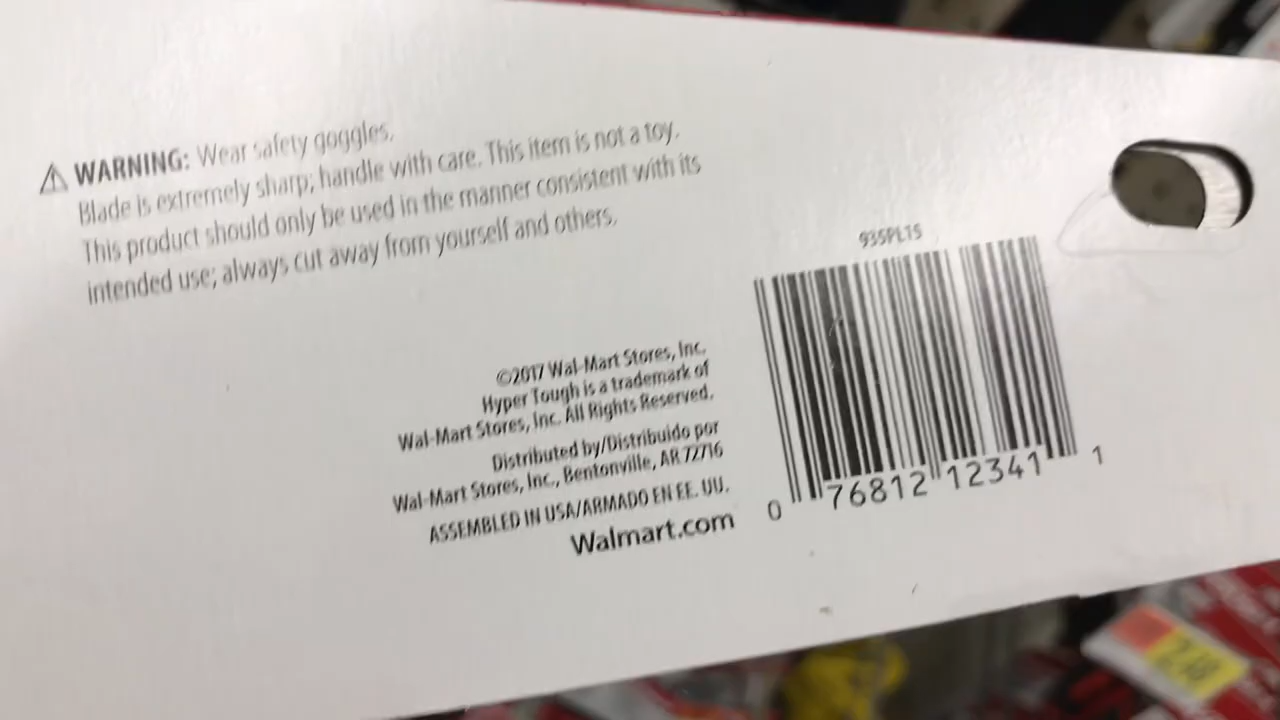 WARNING: Wear safety goggles.
Blade is extremely sharp; handle with care. This item is not a toy.
This product should only be used in the manner consistent with its
intended use; always cut away from yourself and others.
©2017 Wal-Mart Stores, Inc.
Hyper Tough is a trademark of
Wal-Mart Stores, Inc. All Rights Reserved.
Distributed by/Distribuido por
Wal-Mart Stores, Inc., Bentonville, AR 72716
ASSEMBLED IN USA/ARMADO EN EE. UU.
Walmart.com
935PL15
0 76812 12341 1